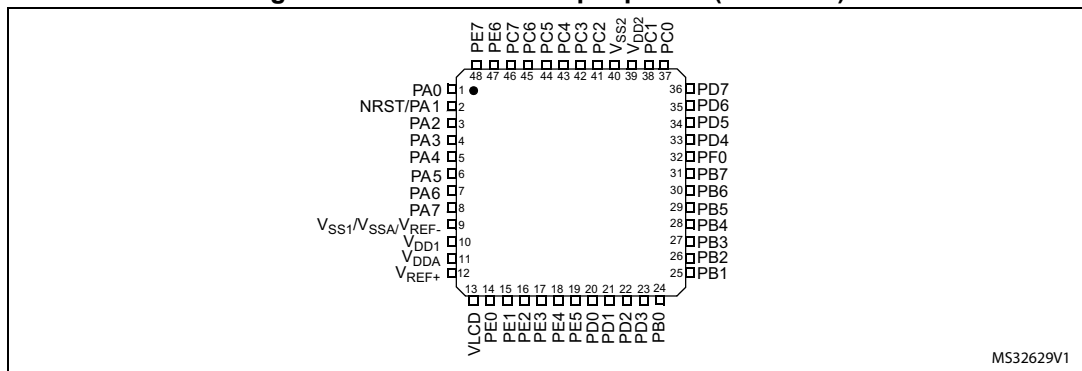 PE7 PE6 PC7 PC6 PC5 PC4 PC3 PC2 VSS2 VDD2 PC1 PC0
48 47 46 45 44 43 42 41 40 39 38 37
PA0 1 36 PD7
NRST/PA1 2 35 PD6
PA2 3 34 PD5
PA3 4 33 PD4
PA4 5 32 PF0
PA5 6 31 PB7
PA6 7 30 PB6
PA7 8 29 PB5
VSS1/VSSA/VREF- 9 28 PB4
VDD1 10 27 PB3
VDDA 11 26 PB2
VREF+ 12 25 PB1
13 14 15 16 17 18 19 20 21 22 23 24
VLCD PE0 PE1 PE2 PE3 PE4 PE5 PD0 PD1 PD2 PD3 PB0
MS32629V1